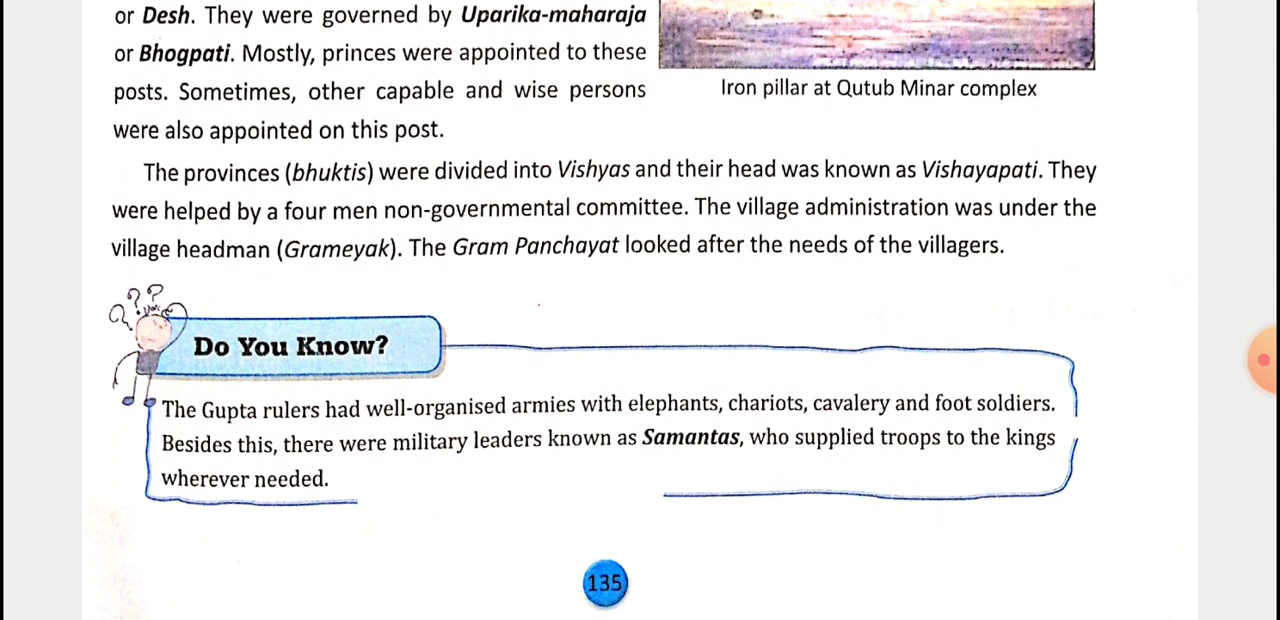 or Desh. They were governed by Uparika-maharaja
or Bhogpati. Mostly, princes were appointed to these
posts. Sometimes, other capable and wise persons
were also appointed on this post.
Iron pillar at Qutub Minar complex
The provinces (bhuktis) were divided into Vishyas and their head was known as Vishayapati. They
were helped by a four men non-governmental committee. The village administration was under the
village headman (Grameyak). The Gram Panchayat looked after the needs of the villagers.
???
Do You Know?
The Gupta rulers had well-organised armies with elephants, chariots, cavalery and foot soldiers.
Besides this, there were military leaders known as Samantas, who supplied troops to the kings
wherever needed.
135